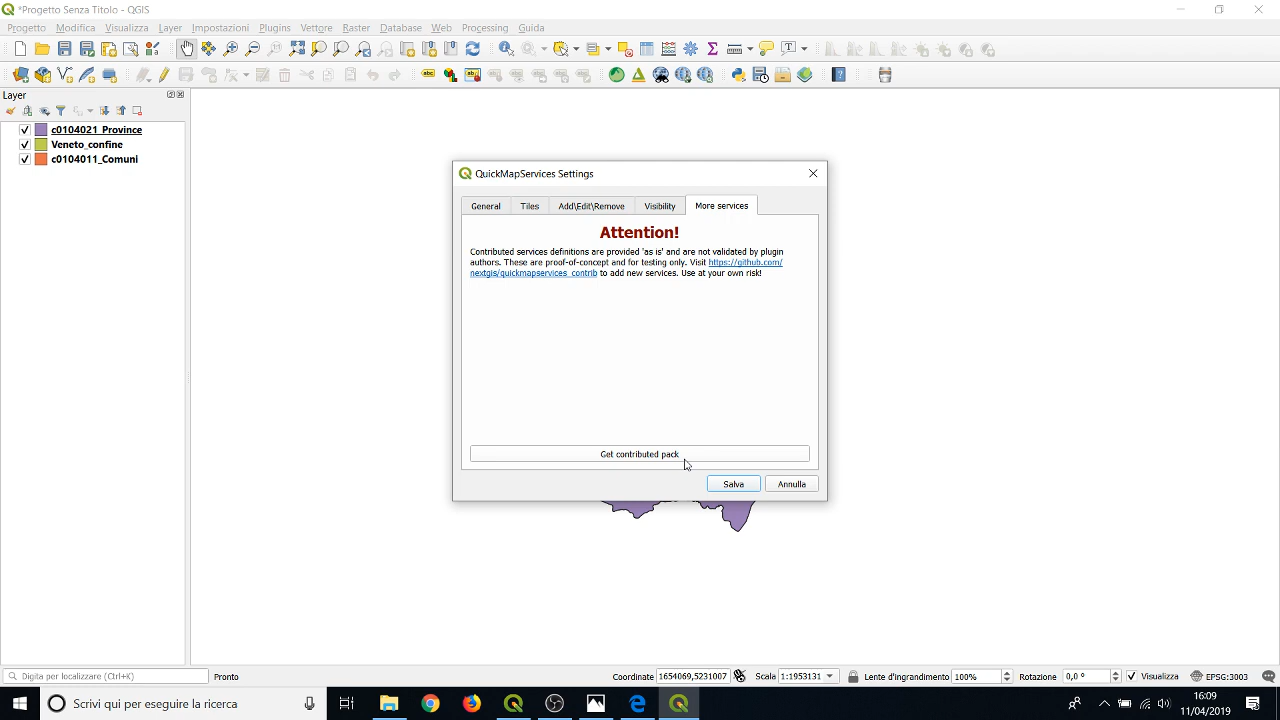 *Progetto Senza Titolo - QGIS
Progetto Modifica Visualizza Layer Impostazioni Plugins Vettore Raster Database Web Processing Guida
Layer
c0104021_Province
Veneto_confine
c0104011_Comuni
QuickMapServices Settings
General Tiles Add\Edit\Remove Visibility More services
Attention!
Contributed services definitions are provided 'as is' and are not validated by plugin
authors. These are proof-of-concept and for testing only. Visit https://github.com/
nextgis/quickmapservices_contrib to add new services. Use at your own risk!
Get contributed pack
Salva Annulla
Digita per localizzare (Ctrl+K) Pronto Coordinate 1654069,5231007 Scala 1:1953131 Lente d'ingrandimento 100% Rotazione 0,0 ° Visualizza EPSG:3003
Scrivi qui per eseguire la ricerca
16:09
11/04/2019